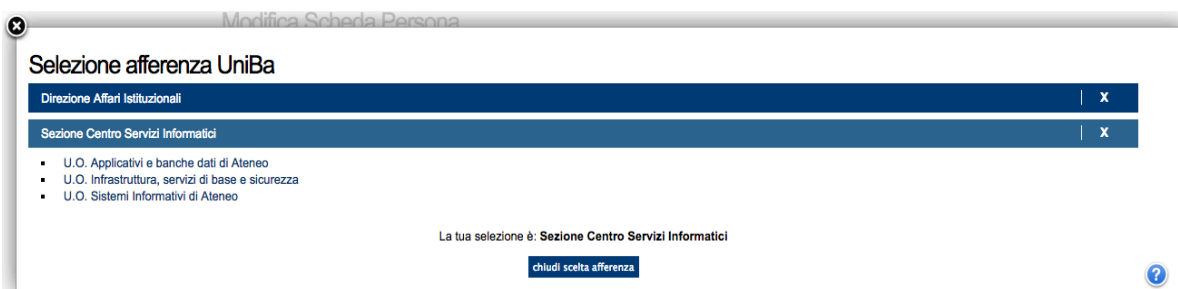 Modifica Scheda Persona
Selezione afferenza UniBa
Direzione Affari Istituzionali | X
Sezione Centro Servizi Informatici | X
▪ U.O. Applicativi e banche dati di Ateneo
▪ U.O. Infrastruttura, servizi di base e sicurezza
▪ U.O. Sistemi Informativi di Ateneo
La tua selezione è: Sezione Centro Servizi Informatici
chiudi scelta afferenza
?